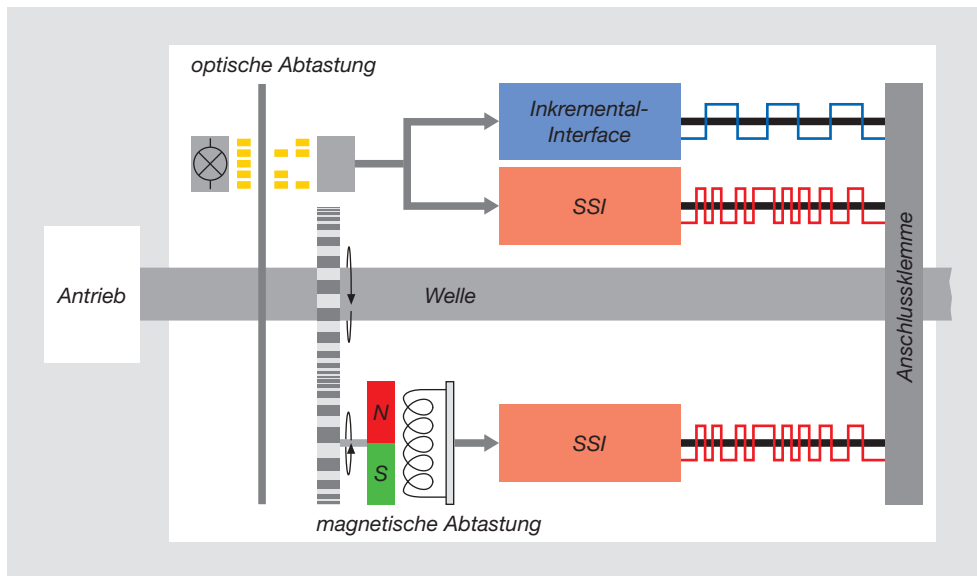 optische Abtastung
Inkremental-
Interface
SSI
Antrieb
Welle
Anschlussklemme
N
S
SSI
magnetische Abtastung